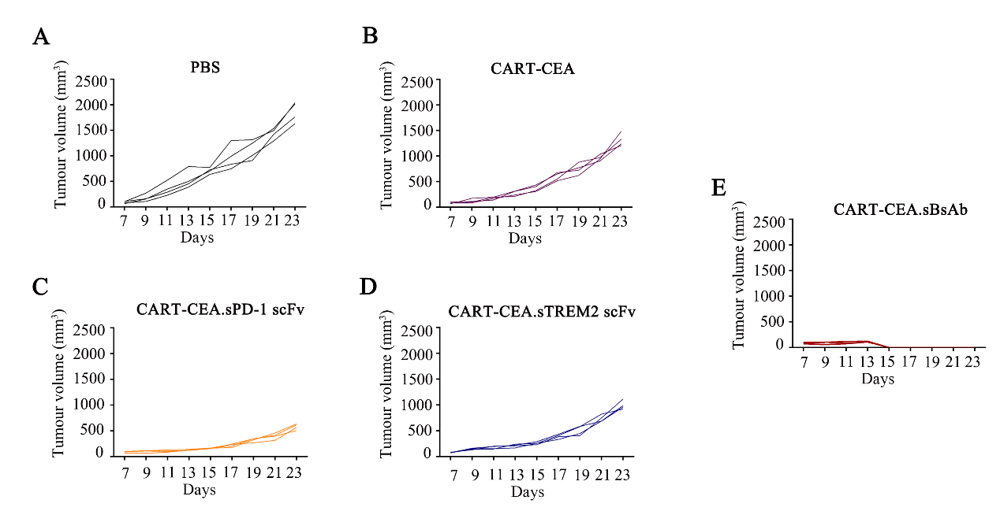 A
PBS
Tumour volume (mm³)
2500
2000
1500
1000
500
0
7 9 11 13 15 17 19 21 23
Days
B
CART-CEA
Tumour volume (mm³)
2500
2000
1500
1000
500
0
7 9 11 13 15 17 19 21 23
Days
C
CART-CEA.sPD-1 scFv
Tumour volume (mm³)
2500
2000
1500
1000
500
0
7 9 11 13 15 17 19 21 23
Days
D
CART-CEA.sTREM2 scFv
Tumour volume (mm³)
2500
2000
1500
1000
500
0
7 9 11 13 15 17 19 21 23
Days
E
CART-CEA.sBsAb
Tumour volume (mm³)
2500
2000
1500
1000
500
0
7 9 11 13 15 17 19 21 23
Days